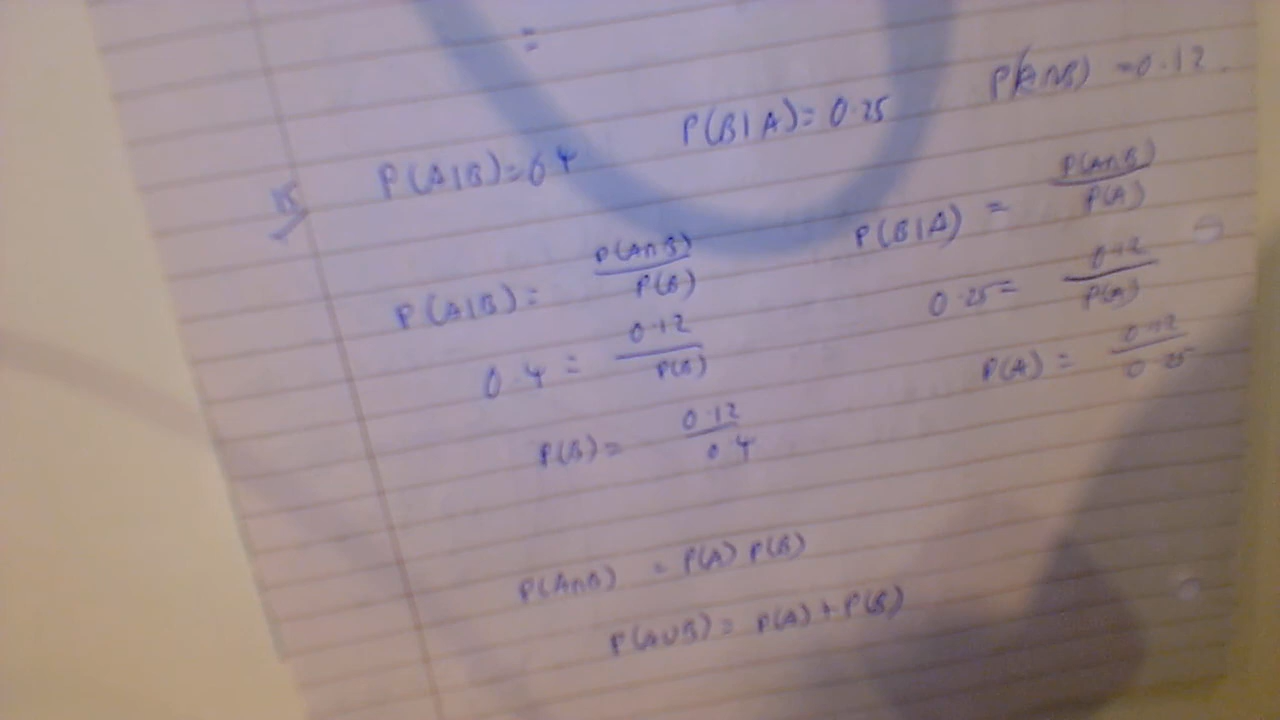 =
15 P(A|B) = 0.4 P(B|A) = 0.25 P(A∩B) = 0.12
P(A|B) = P(A∩B)/P(B) P(B|A) = P(A∩B)/P(A)
0.4 = 0.12/P(B) 0.25 = 0.12/P(A)
P(B) = 0.12/0.4 P(A) = 0.12/0.25
P(A∩B) = P(A) P(B)
P(A∪B) = P(A) + P(B)